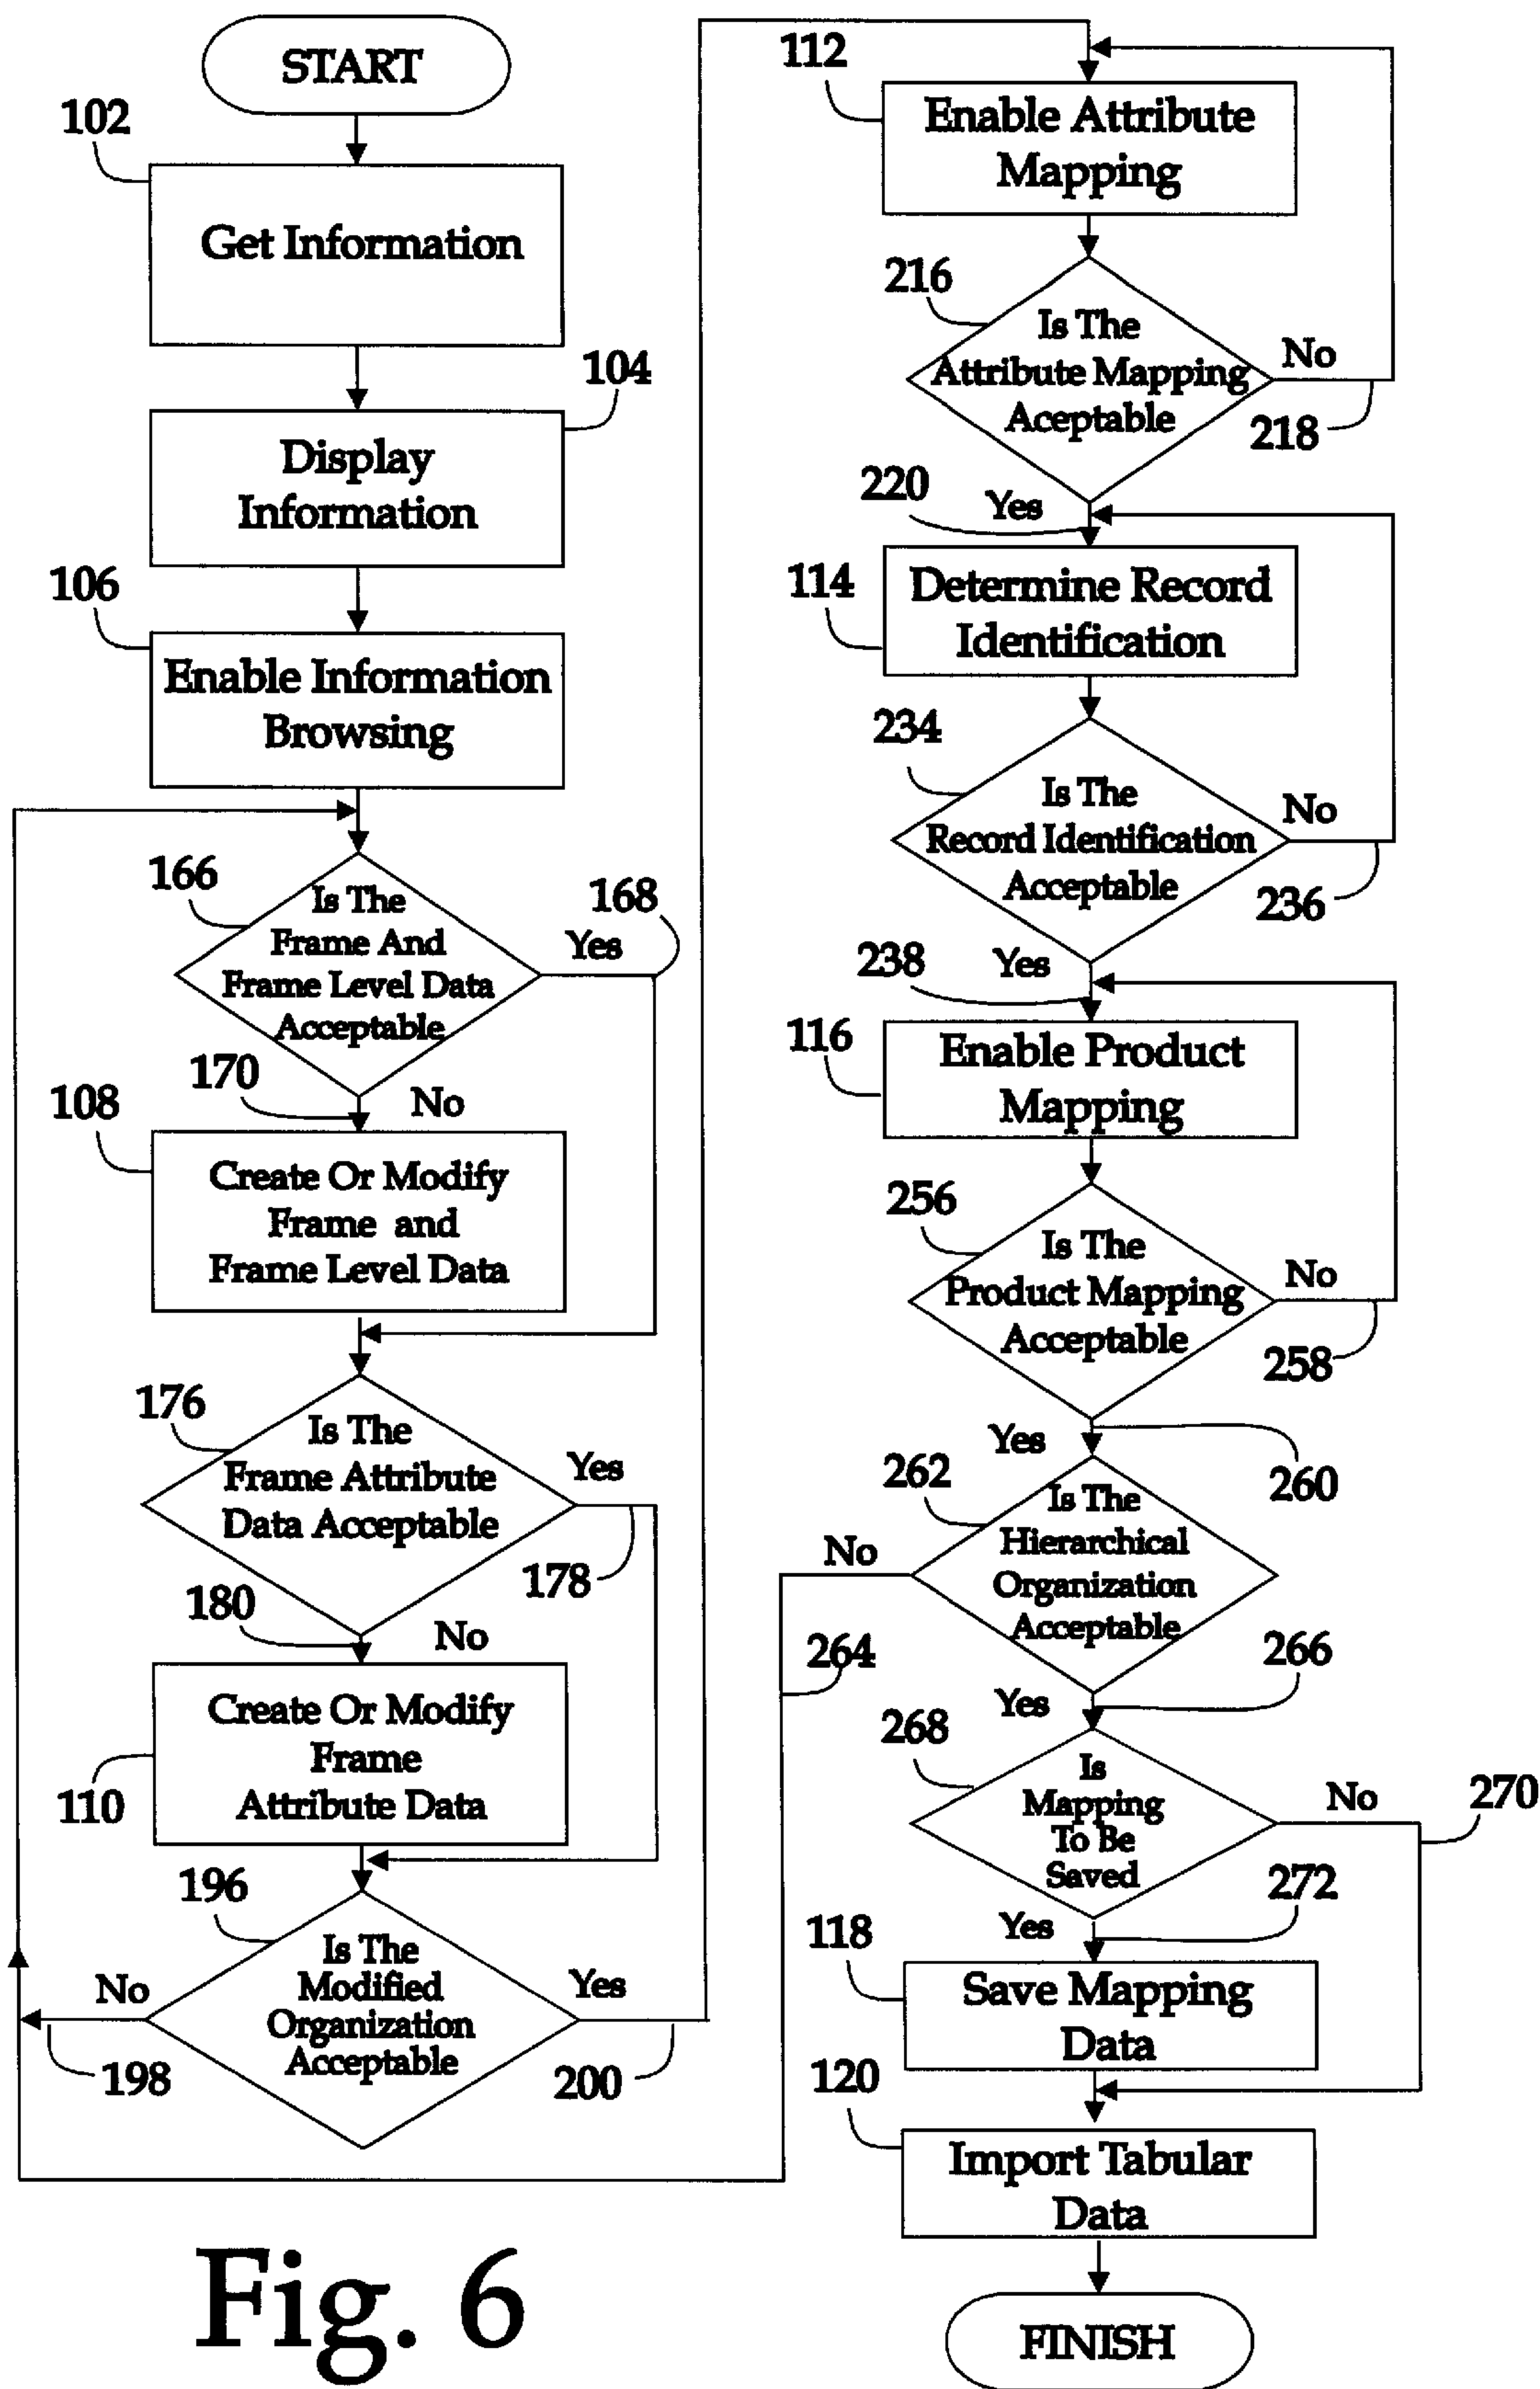 START
102
Get Information
104
Display
Information
106
Enable Information
Browsing
166
Is The
Frame And
Frame Level Data
Acceptable
168
Yes
170
No
108
Create Or Modify
Frame and
Frame Level Data
176
Is The
Frame Attribute
Data Acceptable
Yes
178
180
No
Create Or Modify
Frame
Attribute Data
110
196
Is The
Modified
Organization
Acceptable
No
198
Yes
200
112
Enable Attribute
Mapping
216
Is The
Attribute Mapping
Aceptable
No
218
220
Yes
114
Determine Record
Identification
234
Is The
Record Identification
Acceptable
No
236
238
Yes
116
Enable Product
Mapping
256
Is The
Product Mapping
Acceptable
No
258
Yes
260
262
Is The
Hierarchical
Organization
Acceptable
No
264
266
Yes
268
Is
Mapping
To Be
Saved
No
270
272
Yes
118
Save Mapping
Data
120
Import Tabular
Data
FINISH
Fig. 6